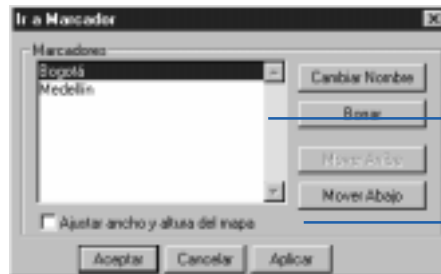 Ir a Marcador
Marcadores
Bogotá
Medellín
Cambiar Nombre
Borrar
Mover Arriba
Mover Abajo
Ajustar ancho y altura del mapa
Aceptar
Cancelar
Aplicar